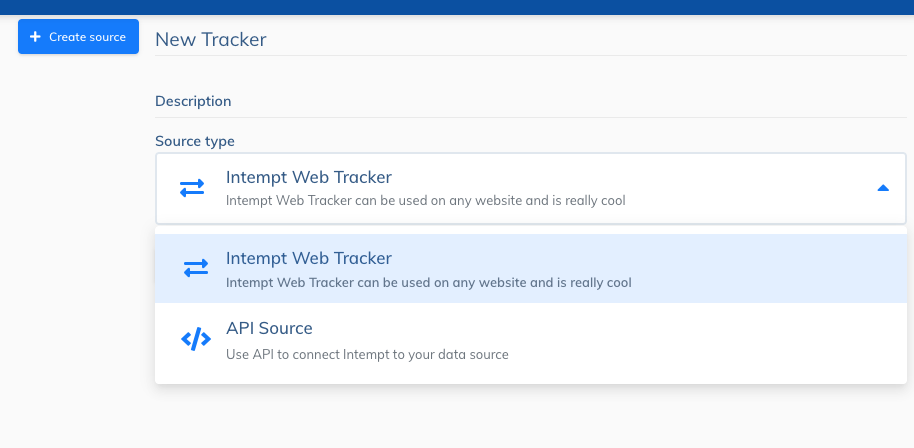 Create source
New Tracker
Description
Source type
Intempt Web Tracker
Intempt Web Tracker can be used on any website and is really cool
Intempt Web Tracker
Intempt Web Tracker can be used on any website and is really cool
API Source
Use API to connect Intempt to your data source